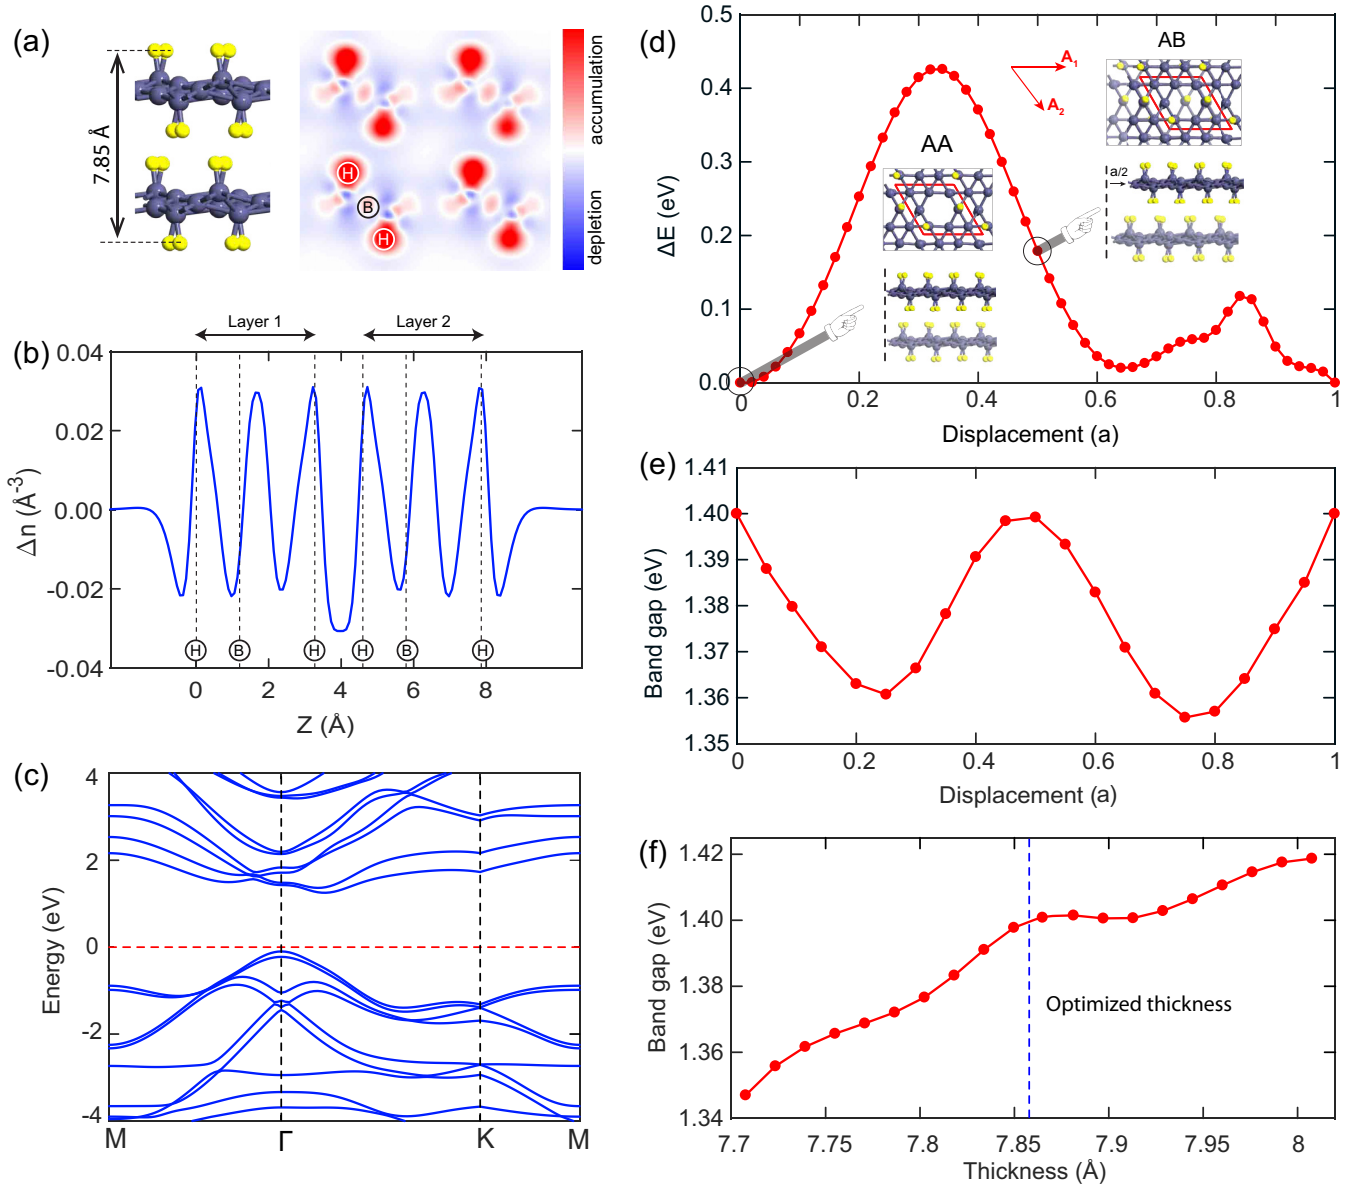 (a)
7.85 Å
H
B
H
accumulation
depletion
(b)
Layer 1
Layer 2
0.04
0.02
0.00
-0.02
-0.04
Δn (Å⁻³)
H
B
H
H
B
H
0
2
4
6
8
Z (Å)
(c)
4
2
0
-2
-4
Energy (eV)
M
Γ
K
M
(d)
0.5
0.4
0.3
0.2
0.1
0.0
ΔE (eV)
A₁
A₂
AA
AB
a/2
0
0.2
0.4
0.6
0.8
1
Displacement (a)
(e)
1.41
1.40
1.39
1.38
1.37
1.36
1.35
Band gap (eV)
0
0.2
0.4
0.6
0.8
1
Displacement (a)
(f)
1.42
1.40
1.38
1.36
1.34
Band gap (eV)
Optimized thickness
7.7
7.75
7.8
7.85
7.9
7.95
8
Thickness (Å)